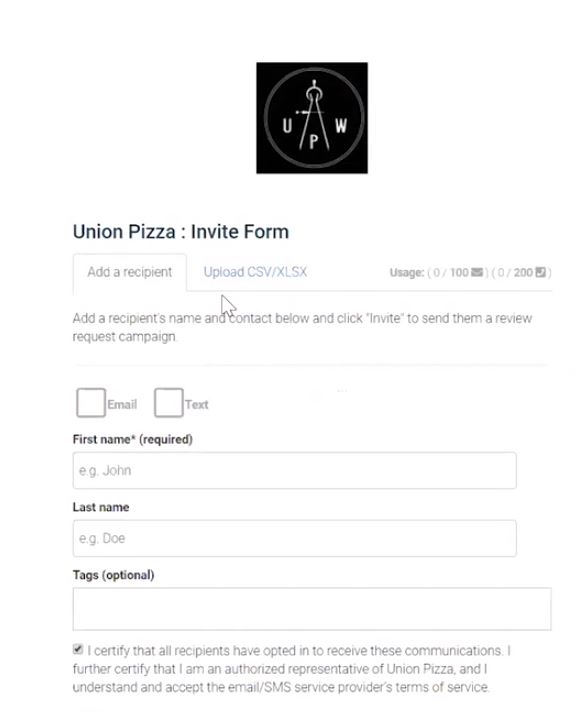 U P W
Union Pizza : Invite Form
Add a recipient Upload CSV/XLSX Usage: ( 0 / 100 ) ( 0 / 200 )
Add a recipient's name and contact below and click "Invite" to send them a review
request campaign.
Email Text
First name* (required)
e.g. John
Last name
e.g. Doe
Tags (optional)
I certify that all recipients have opted in to receive these communications. I
further certify that I am an authorized representative of Union Pizza, and I
understand and accept the email/SMS service provider's terms of service.